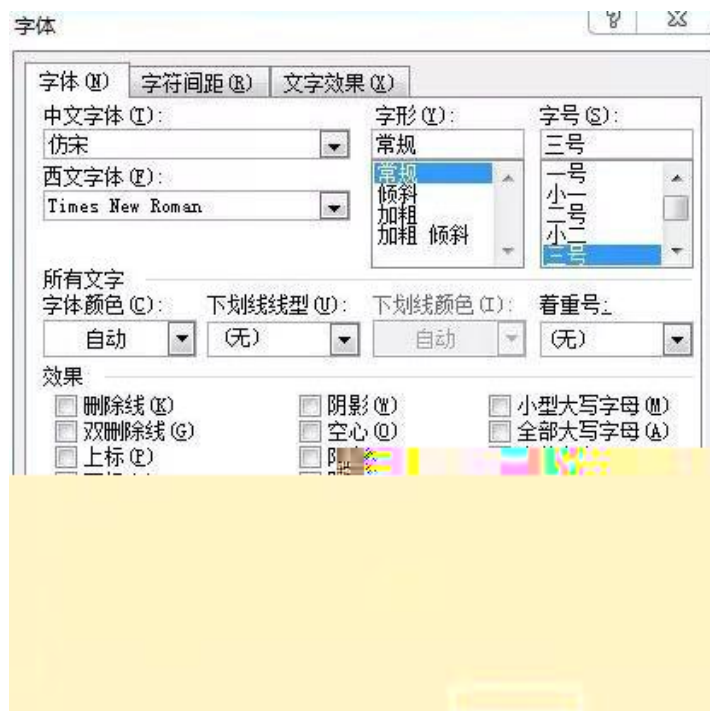 字体
字体(N) 字符间距(R) 文字效果(X)
中文字体(T): 字形(Y): 字号(S):
仿宋 常规 三号
西文字体(F): 常规 一号
Times New Roman 倾斜 小二
加粗 二号
加粗 倾斜 小二
三号
所有文字
字体颜色(C): 下划线线型(U): 下划线颜色(I): 着重号:
自动 (无) 自动 (无)
效果
删除线(K) 阴影(W) 小型大写字母(M)
双删除线(G) 空心(O) 全部大写字母(A)
上标(P)